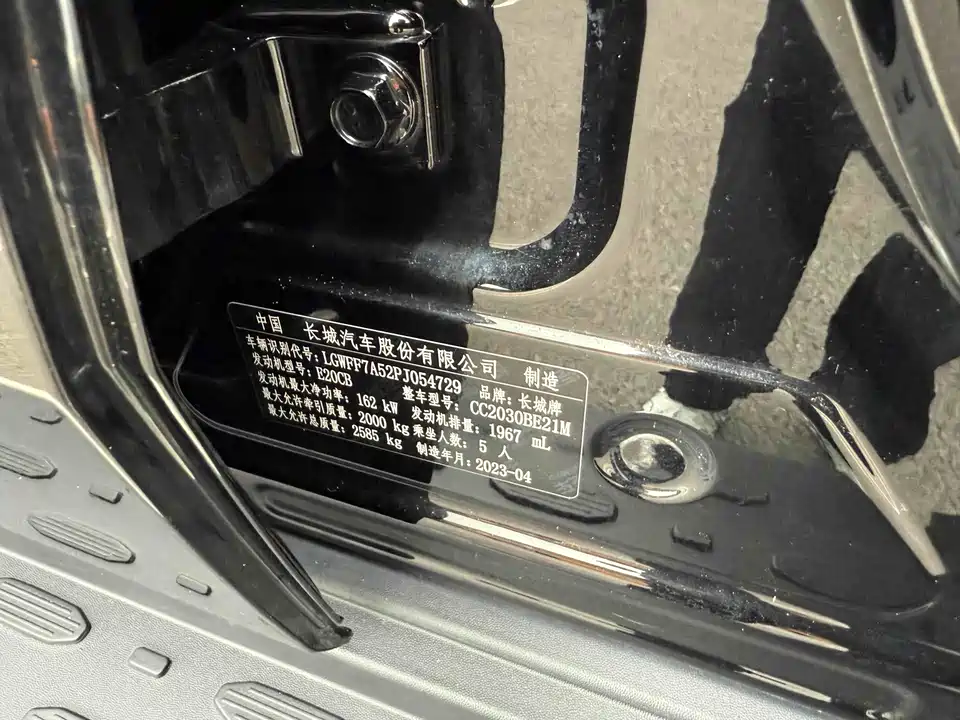 中国 长城汽车股份有限公司 制造
车辆识别代号: LGWFF7A52PJ054729 品牌: 长城牌
发动机型号: E20CB 整车型号: CC2030BE21M
发动机最大净功率: 162 kW 发动机排量: 1967 mL
最大允许牵引质量: 2000 kg 乘坐人数: 5 人
最大允许总质量: 2585 kg 制造年月: 2023-04